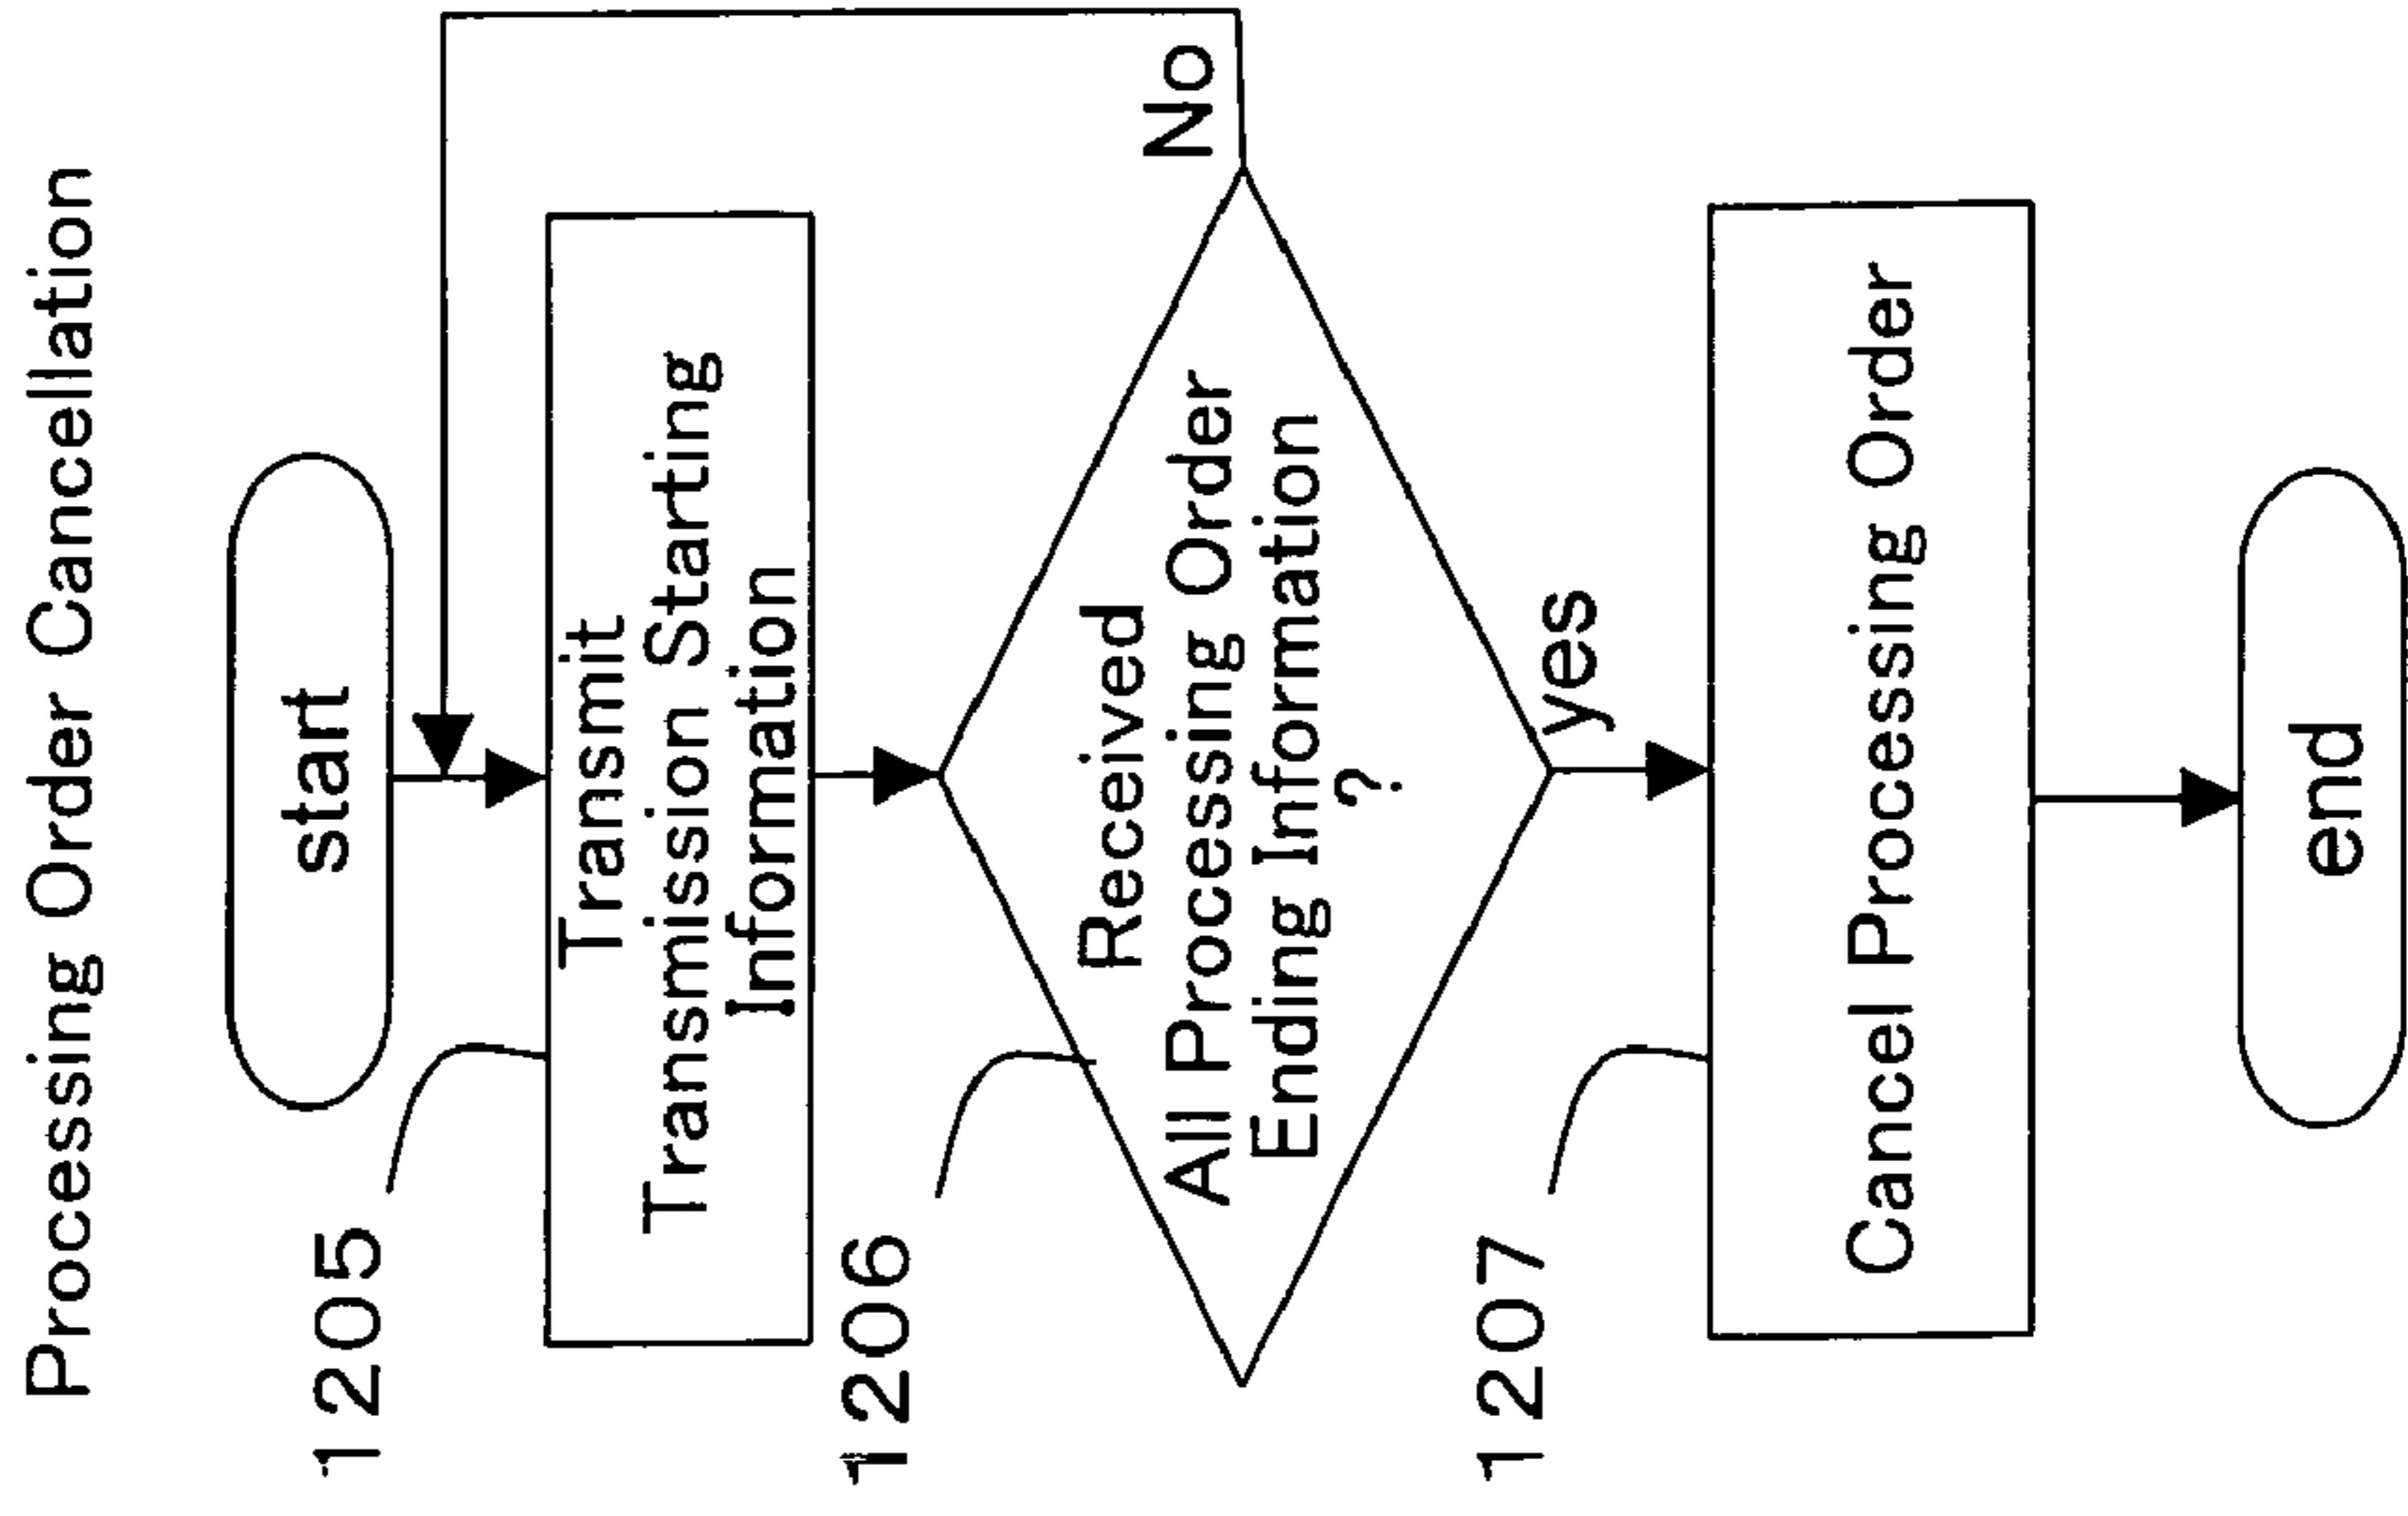 Processing Order Cancellation
start
1205
Transmit
Transmission Starting
Information
1206
Received
All Processing Order
Ending Information
?
No
yes
1207
Cancel Processing Order
end